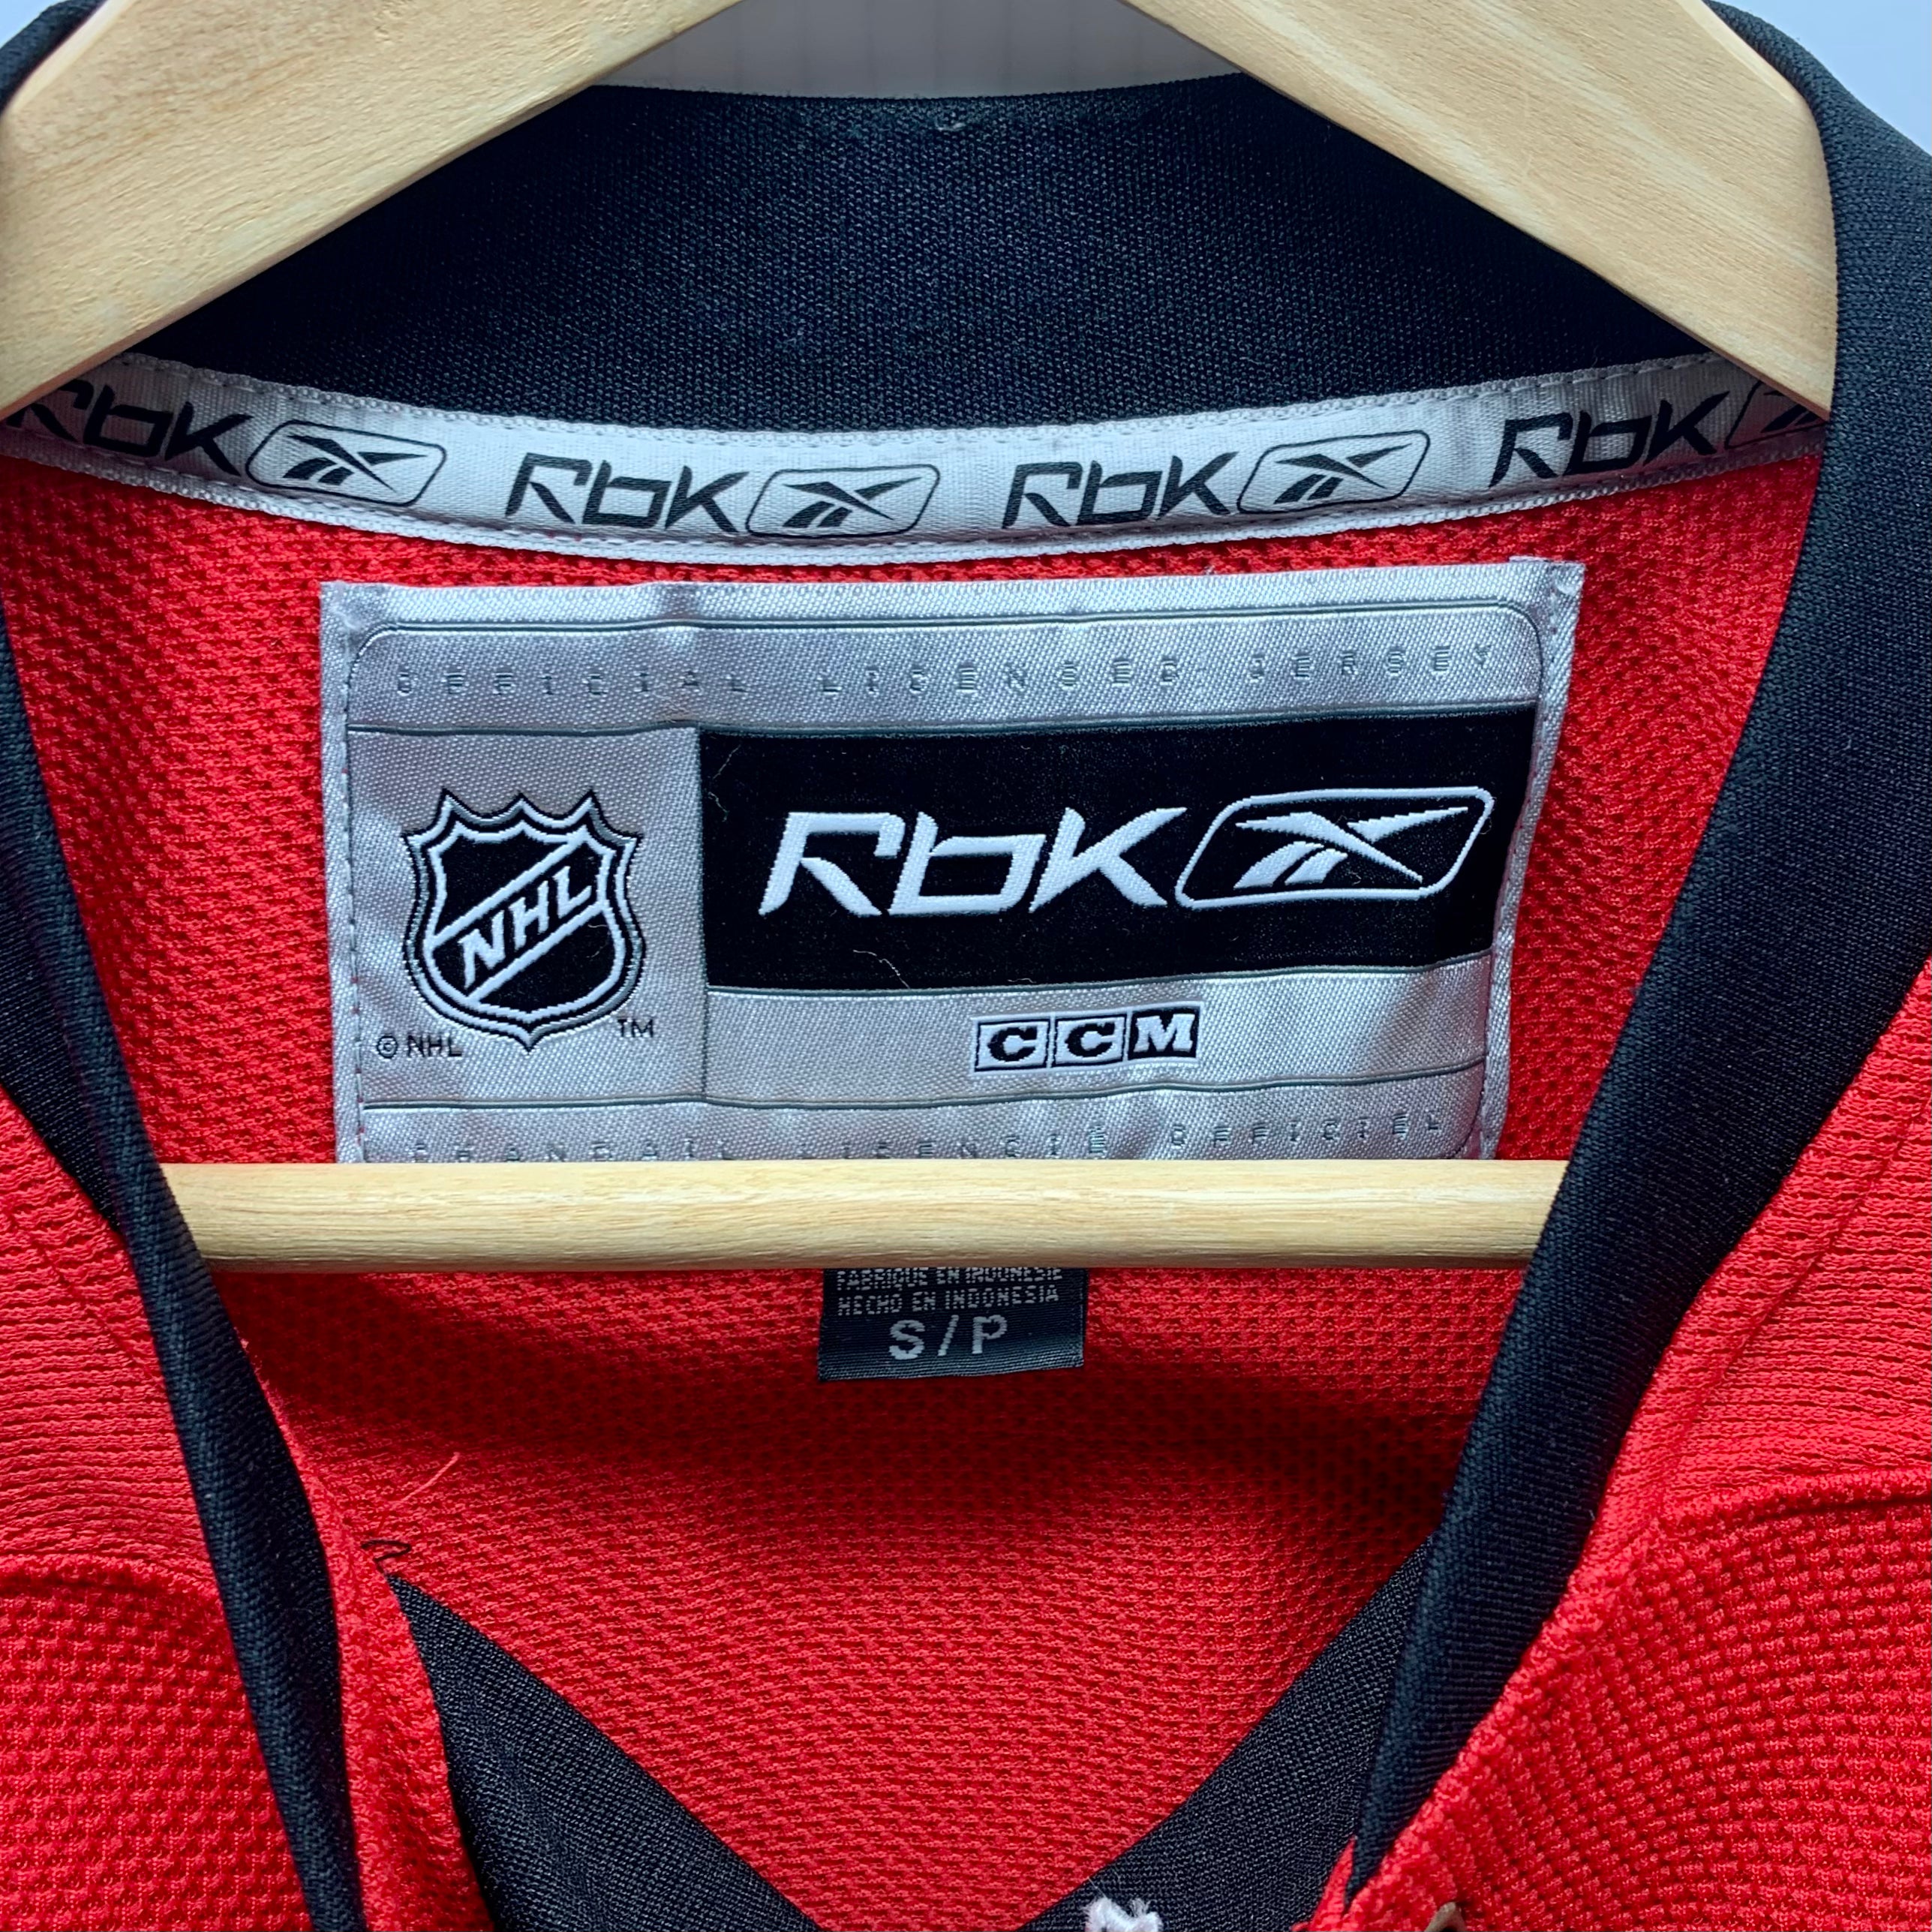 RbK RbK RbK RbK
OFFICIAL LICENSED JERSEY
NHL
RbK
TM
© NHL
CCM
CHANDAIL LICENCIÉ OFFICIEL
FABRIQUÉ EN INDONESIE
HECHO EN INDONESIA
S/P